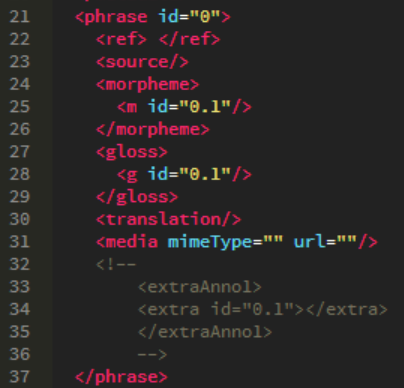 21 <phrase id="0">
22 <ref> </ref>
23 <source/>
24 <morpheme>
25 <m id="0.1"/>
26 </morpheme>
27 <gloss>
28 <g id="0.1"/>
29 </gloss>
30 <translation/>
31 <media mimeType="" url=""/>
32 <!--
33 <extraAnnol>
34 <extra id="0.1"></extra>
35 </extraAnnol>
36 -->
37 </phrase>